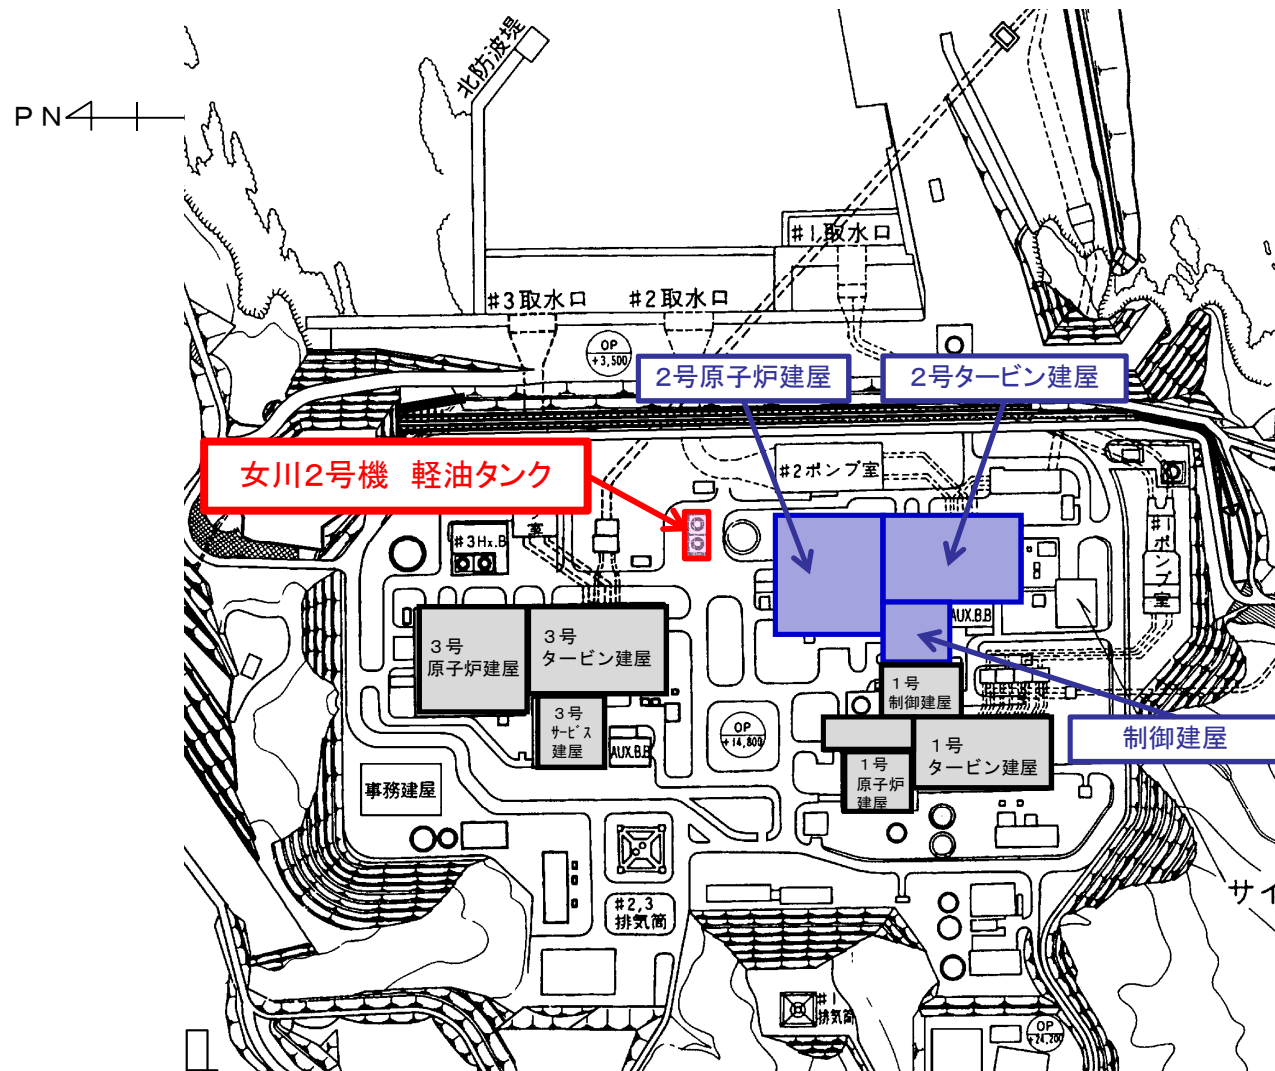 北防波堤
PN
#1取水口
#3取水口
#2取水口
OP
+3,500
2号原子炉建屋
2号タービン建屋
女川2号機 軽油タンク
#2ポンプ室
#3Hx.B
プ
室
#1ポンプ室
AUX.B.B
3号
原子炉建屋
3号
タービン建屋
1号
制御建屋
3号
サービス
建屋
AUX.B.B
OP
+14,800
制御建屋
1号
タービン建屋
1号
原子炉
建屋
事務建屋
サイ
#2,3
排気筒
#1
排気筒
OP
+24,200